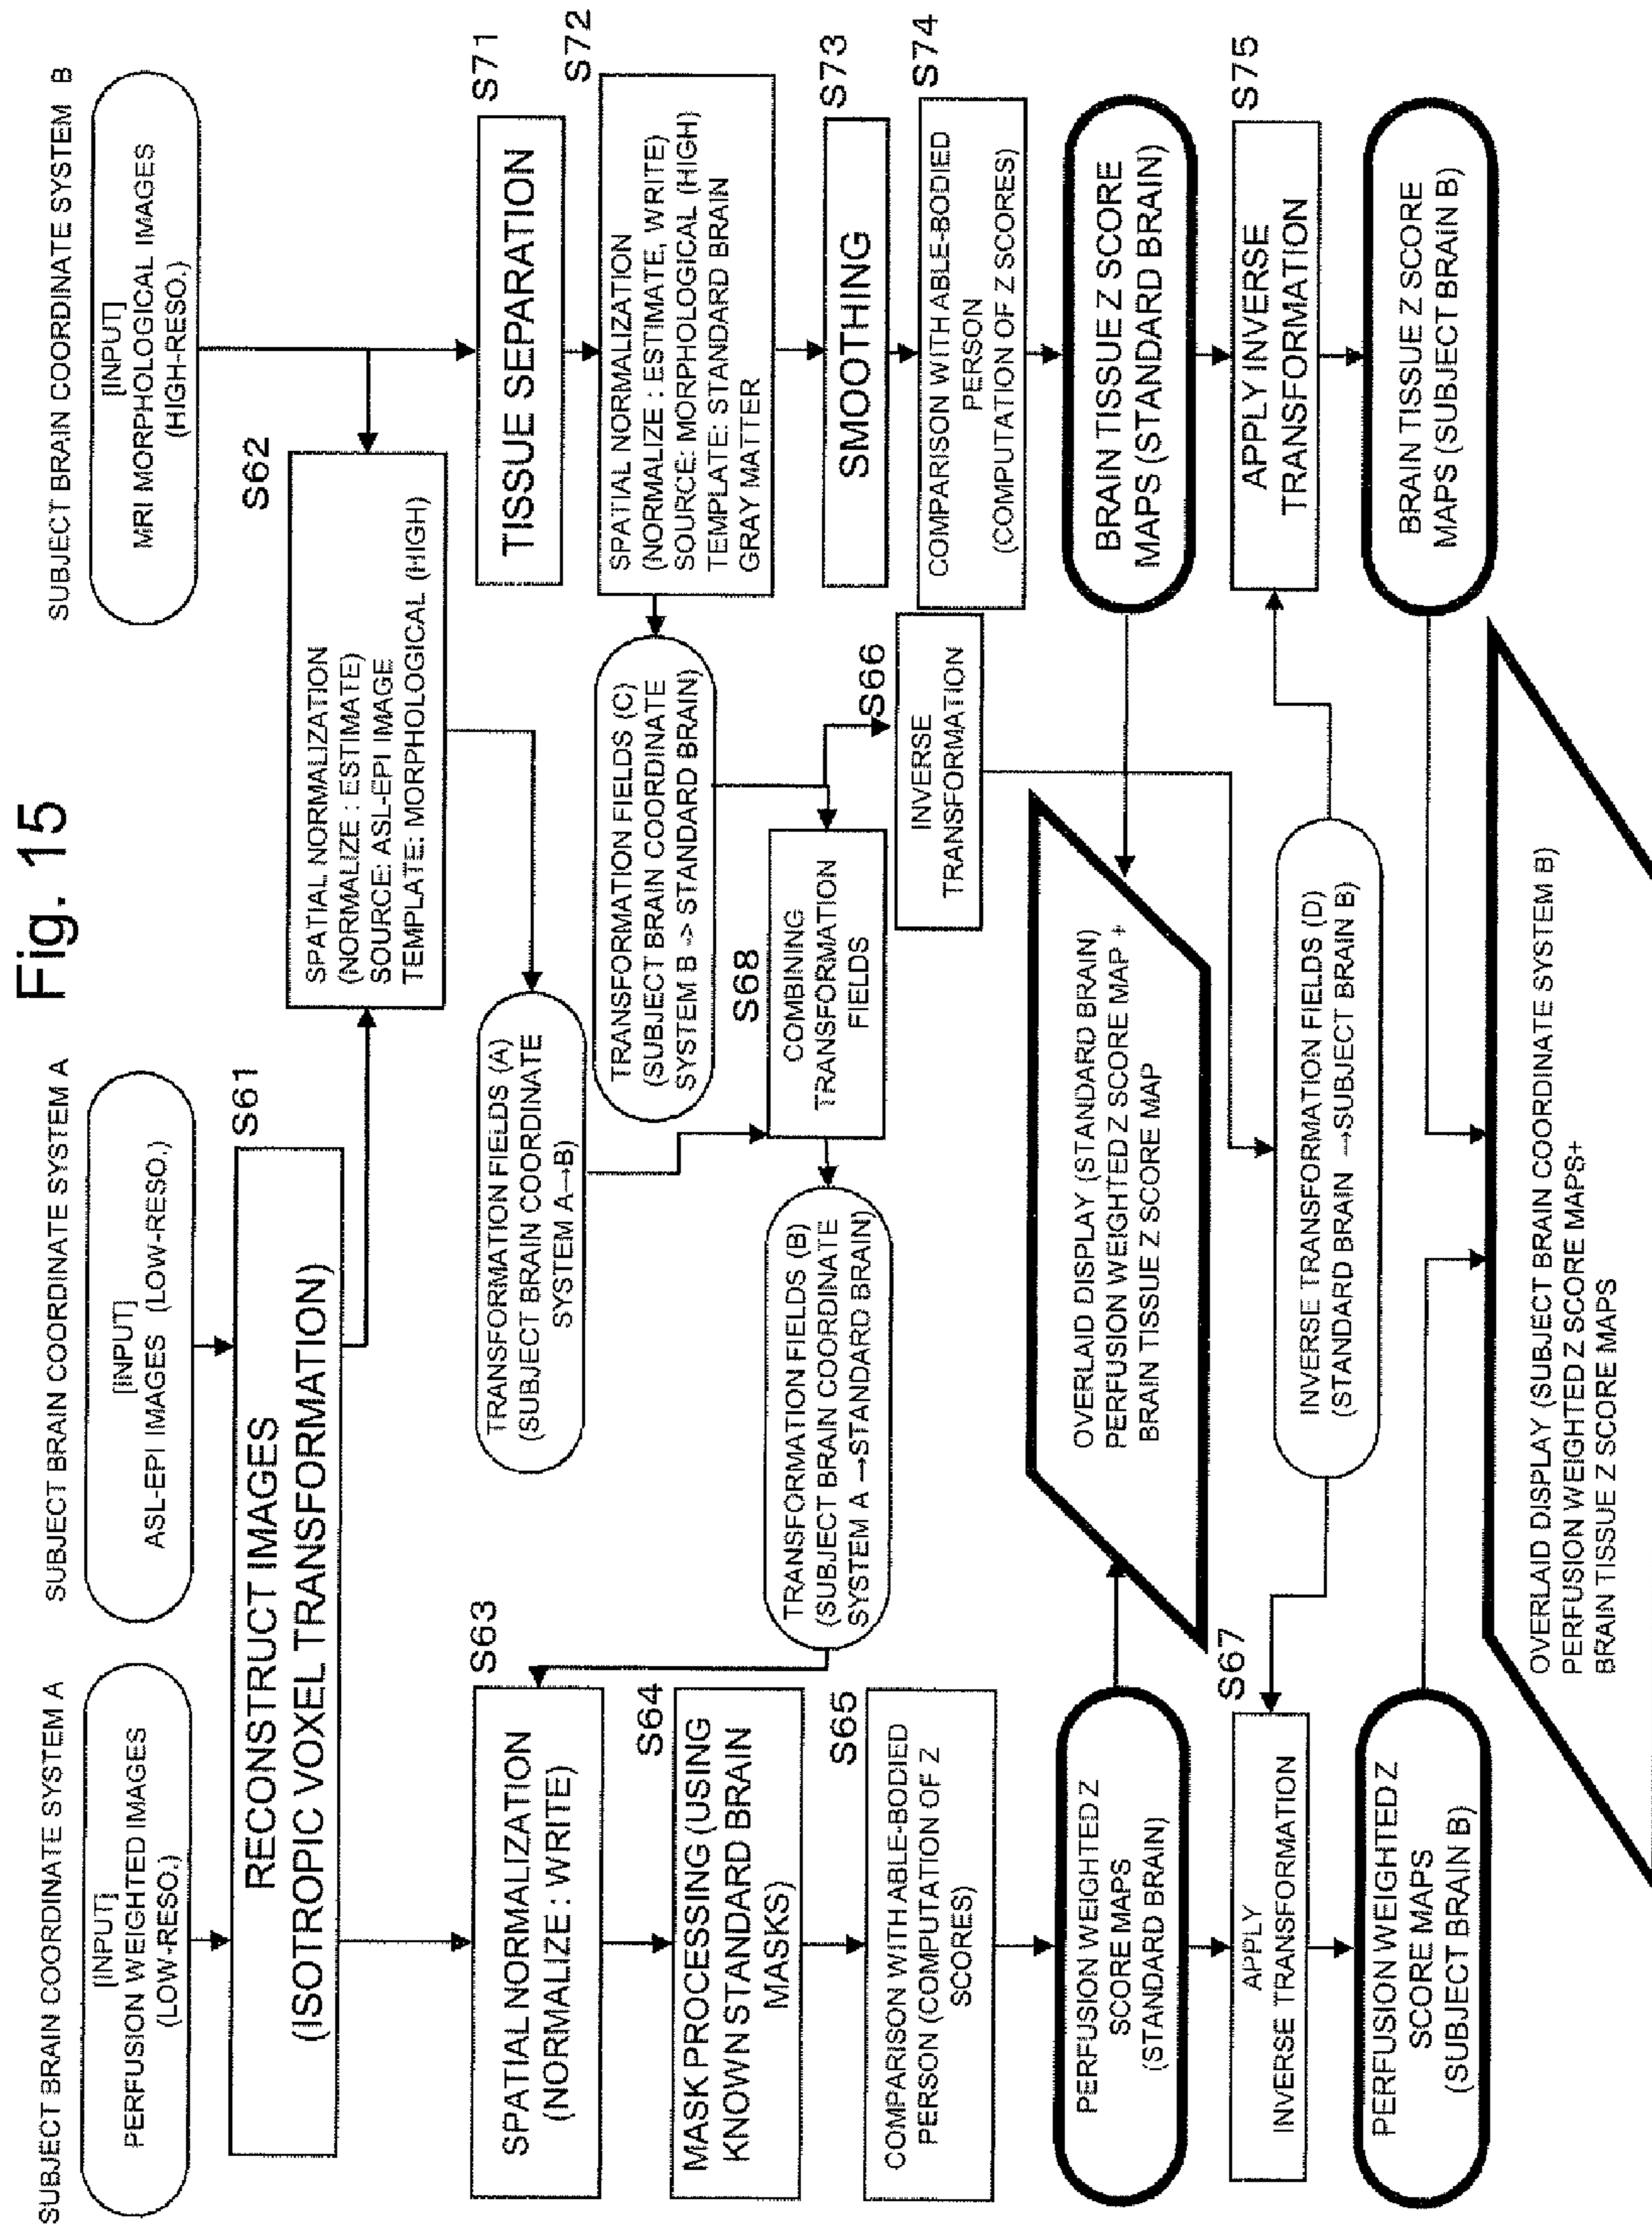 Fig. 15
SUBJECT BRAIN COORDINATE SYSTEM A
[INPUT]
PERFUSION WEIGHTED IMAGES
(LOW-RESO.)
SUBJECT BRAIN COORDINATE SYSTEM A
[INPUT]
ASL-EPI IMAGES (LOW-RESO.)
SUBJECT BRAIN COORDINATE SYSTEM B
[INPUT]
MRI MORPHOLOGICAL IMAGES
(HIGH-RESO.)
S61
RECONSTRUCT IMAGES
(ISOTROPIC VOXEL TRANSFORMATION)
S62
SPATIAL NORMALIZATION
(NORMALIZE : ESTIMATE)
SOURCE: ASL-EPI IMAGE
TEMPLATE: MORPHOLOGICAL (HIGH)
S63
SPATIAL NORMALIZATION
(NORMALIZE : WRITE)
TRANSFORMATION FIELDS (A)
(SUBJECT BRAIN COORDINATE
SYSTEM A→B)
S71
TISSUE SEPARATION
S72
SPATIAL NORMALIZATION
(NORMALIZE : ESTIMATE, WRITE)
SOURCE: MORPHOLOGICAL (HIGH)
TEMPLATE: STANDARD BRAIN
GRAY MATTER
TRANSFORMATION FIELDS (C)
(SUBJECT BRAIN COORDINATE
SYSTEM B -> STANDARD BRAIN)
S64
MASK PROCESSING (USING
KNOWN STANDARD BRAIN
MASKS)
S68
COMBINING
TRANSFORMATION
FIELDS
TRANSFORMATION FIELDS (B)
(SUBJECT BRAIN COORDINATE
SYSTEM A →STANDARD BRAIN)
S73
SMOOTHING
S65
COMPARISON WITH ABLE-BODIED
PERSON (COMPUTATION OF Z
SCORES)
S66
INVERSE
TRANSFORMATION
S74
COMPARISON WITH ABLE-BODIED
PERSON
(COMPUTATION OF Z SCORES)
PERFUSION WEIGHTED Z
SCORE MAPS
(STANDARD BRAIN)
OVERLAID DISPLAY (STANDARD BRAIN)
PERFUSION WEIGHTED Z SCORE MAP +
BRAIN TISSUE Z SCORE MAP
BRAIN TISSUE Z SCORE
MAPS (STANDARD BRAIN)
S67
APPLY
INVERSE TRANSFORMATION
INVERSE TRANSFORMATION FIELDS (D)
(STANDARD BRAIN →SUBJECT BRAIN B)
S75
APPLY INVERSE
TRANSFORMATION
PERFUSION WEIGHTED Z
SCORE MAPS
(SUBJECT BRAIN B)
BRAIN TISSUE Z SCORE
MAPS (SUBJECT BRAIN B)
OVERLAID DISPLAY (SUBJECT BRAIN COORDINATE SYSTEM B)
PERFUSION WEIGHTED Z SCORE MAPS+
BRAIN TISSUE Z SCORE MAPS